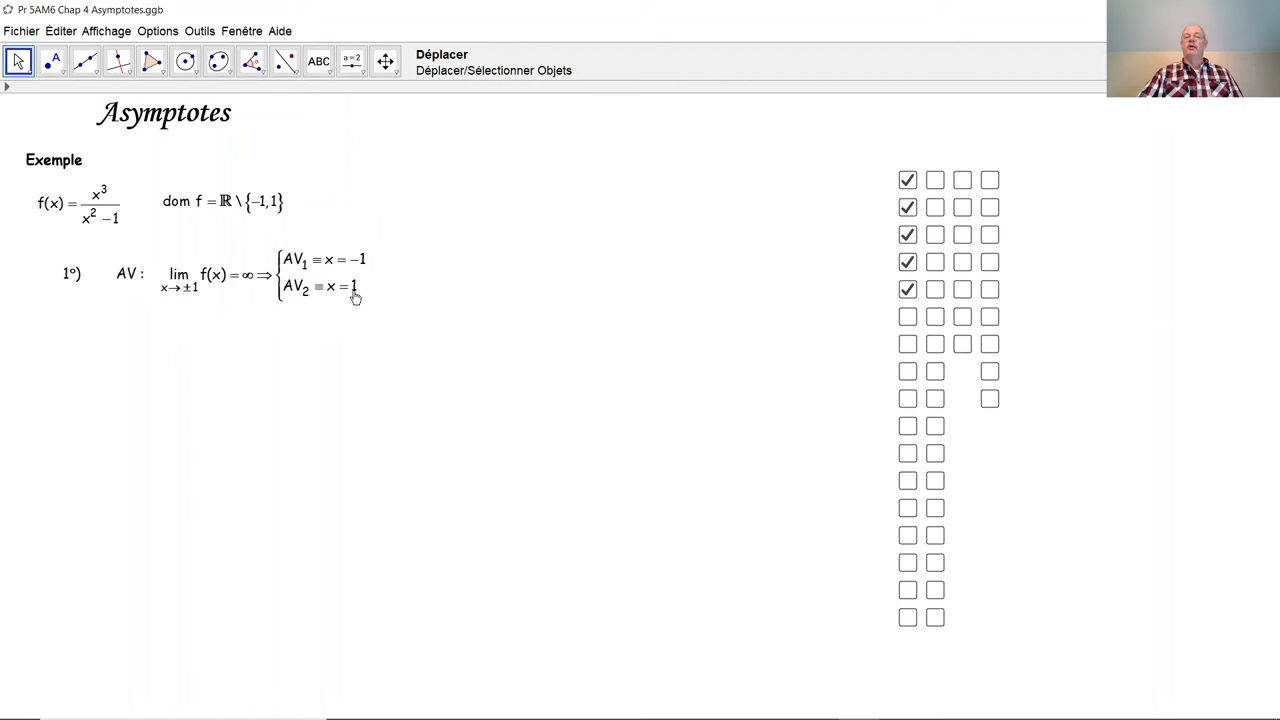 Pr 5AM6 Chap 4 Asymptotes.ggb
Fichier Éditer Affichage Options Outils Fenêtre Aide
A ABC a=2
Déplacer
Déplacer/Sélectionner Objets
Asymptotes
Exemple
f(x) = x³ / (x² − 1) dom f = ℝ \ {−1,1}
1°) AV : lim x→±1 f(x) = ∞ ⇒ { AV₁ ≡ x = −1
AV₂ ≡ x = 1